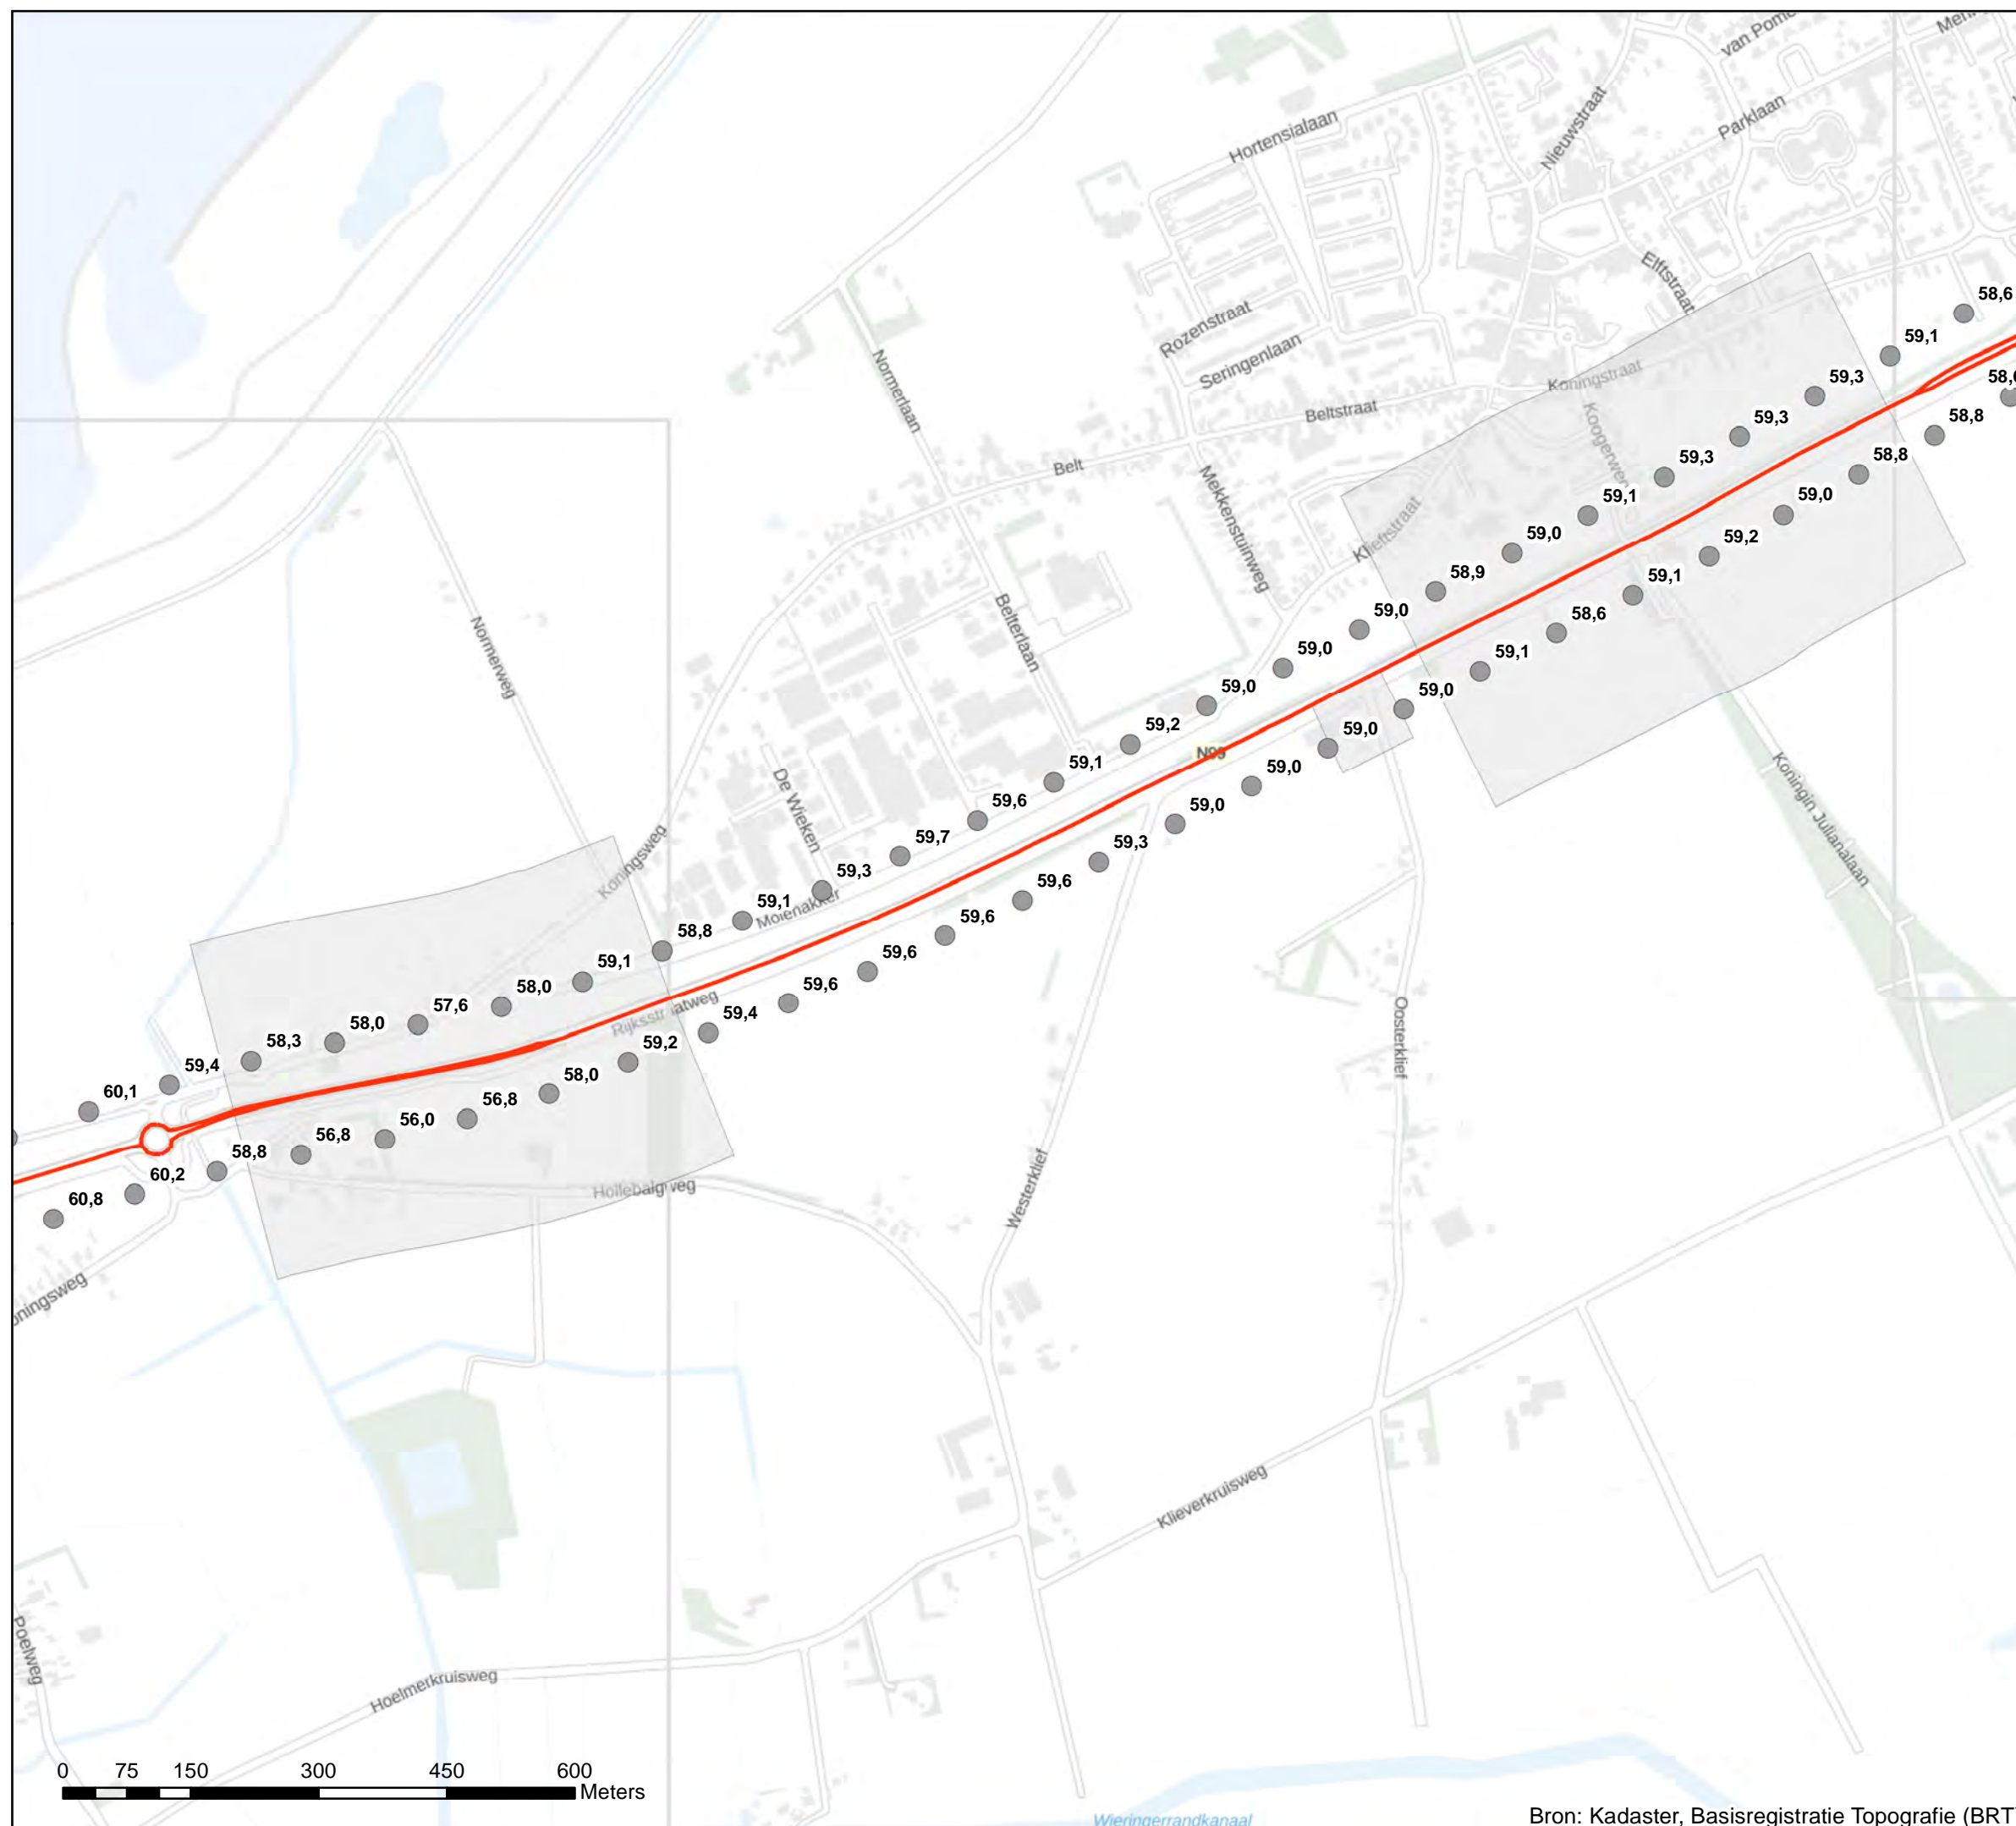 van Pome
Parklaan
Nieuwstraat
Hortensialaan
Elftstraat
58,6
Rozenstraat
59,1
Seringenlaan
Normerlaan
Koningstraat
59,3
58,
Beltstraat
59,3
58,8
Belt
Koogerweg
59,3
58,8
Mekkenstuinweg
59,1
59,0
Klieftstraat
59,0
59,2
58,9
59,1
Belterlaan
59,0
58,6
Normerweg
59,0
59,1
59,0
59,0
59,2
N99
59,0
59,1
59,0
De Wieken
59,6
59,0
Koningin Julianalaan
59,7
59,3
Koningsweg
59,3
59,6
59,1
Molenakker
59,6
58,8
59,6
59,1
59,6
58,0
Rijksstraatweg
59,4
57,6
58,0
59,2
Oosterklief
58,3
58,0
59,4
56,8
60,1
56,0
56,8
58,8
60,2
60,8
Hollebalgweg
Westerklief
oningsweg
Klieverkruisweg
Poelweg
Hoelmerkruisweg
0 75 150 300 450 600
Meters
Wieringerrandkanaal
Bron: Kadaster, Basisregistratie Topografie (BRT